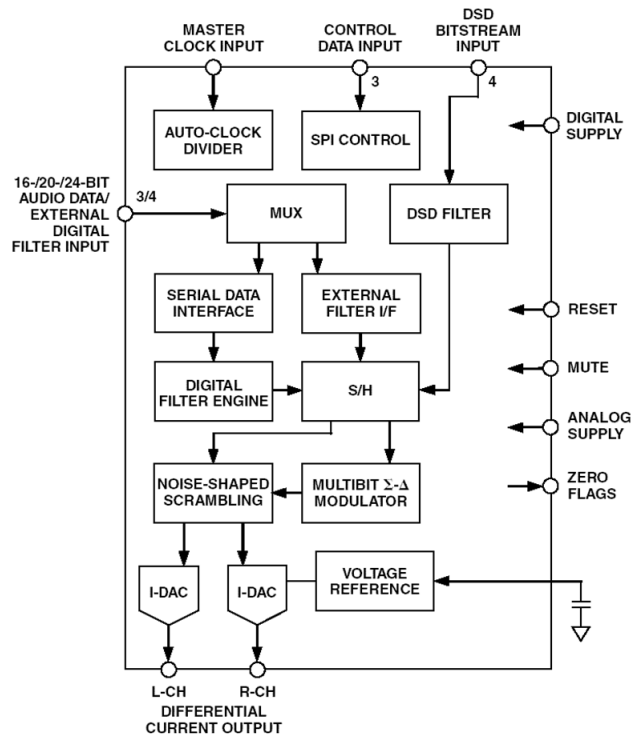 MASTER
CLOCK INPUT
CONTROL
DATA INPUT
DSD
BITSTREAM
INPUT
3
4
AUTO-CLOCK
DIVIDER
SPI CONTROL
DIGITAL
SUPPLY
16-/20-/24-BIT
AUDIO DATA/
EXTERNAL
DIGITAL
FILTER INPUT
3/4
MUX
DSD FILTER
SERIAL DATA
INTERFACE
EXTERNAL
FILTER I/F
RESET
DIGITAL
FILTER ENGINE
S/H
MUTE
ANALOG
SUPPLY
NOISE-SHAPED
SCRAMBLING
MULTIBIT Σ-Δ
MODULATOR
ZERO
FLAGS
I-DAC
I-DAC
VOLTAGE
REFERENCE
L-CH
R-CH
DIFFERENTIAL
CURRENT OUTPUT